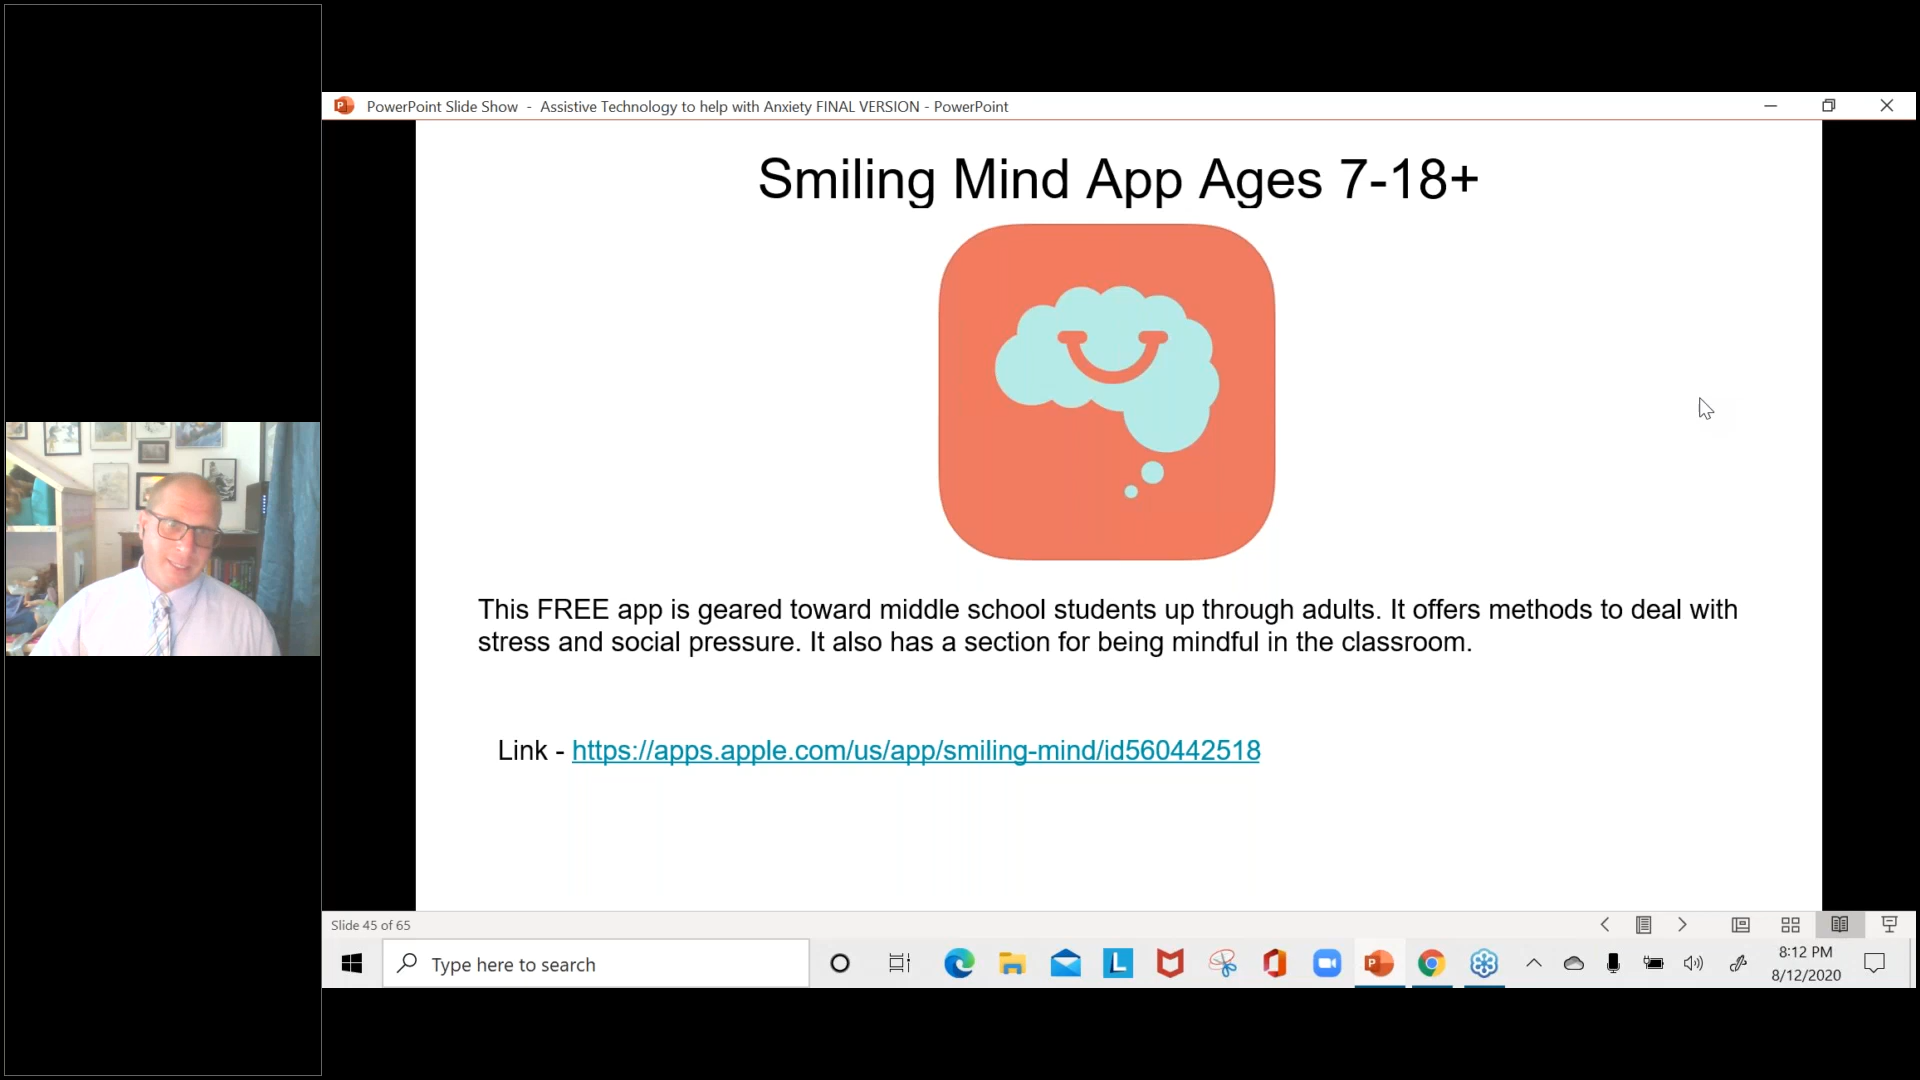 PowerPoint Slide Show - Assistive Technology to help with Anxiety FINAL VERSION - PowerPoint
Smiling Mind App Ages 7-18+
This FREE app is geared toward middle school students up through adults. It offers methods to deal with
stress and social pressure. It also has a section for being mindful in the classroom.
Link - https://apps.apple.com/us/app/smiling-mind/id560442518
Slide 45 of 65
Type here to search
8:12 PM
8/12/2020